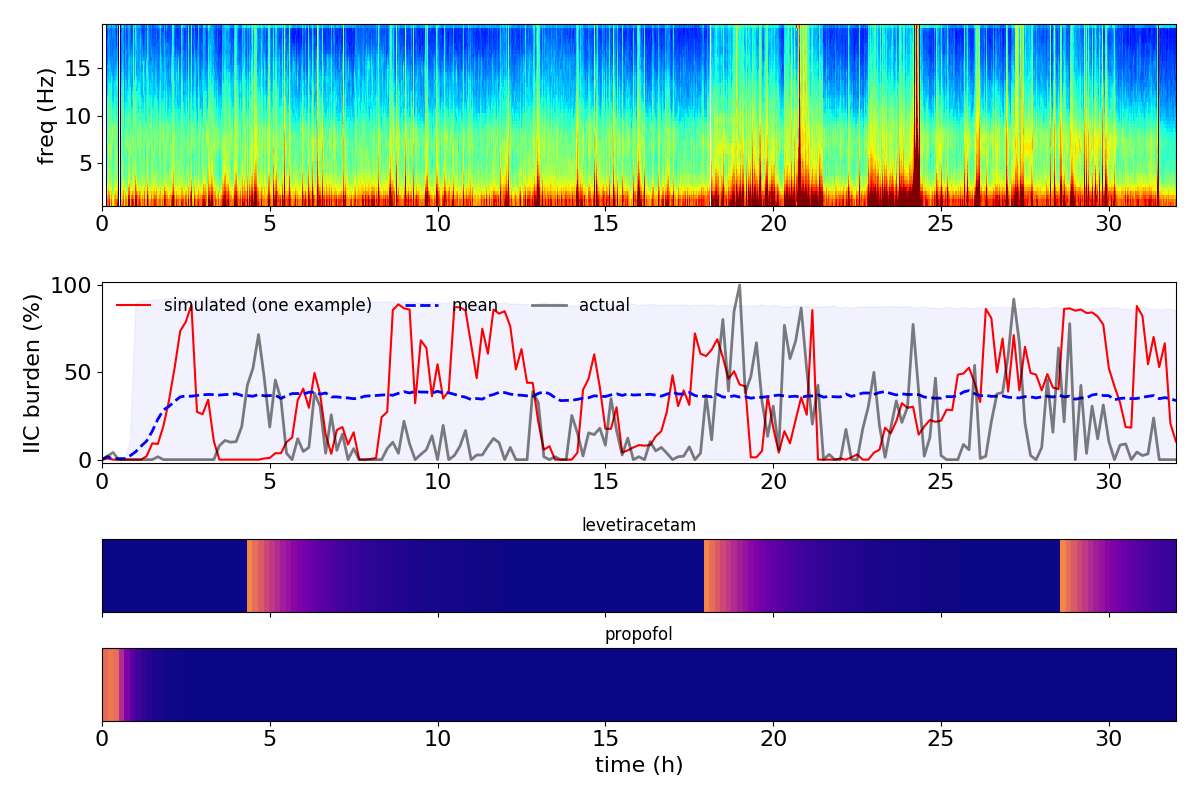 freq (Hz)
15
10
5
0 5 10 15 20 25 30
IIC burden (%)
100
50
0
simulated (one example) mean actual
0 5 10 15 20 25 30
levetiracetam
propofol
0 5 10 15 20 25 30
time (h)